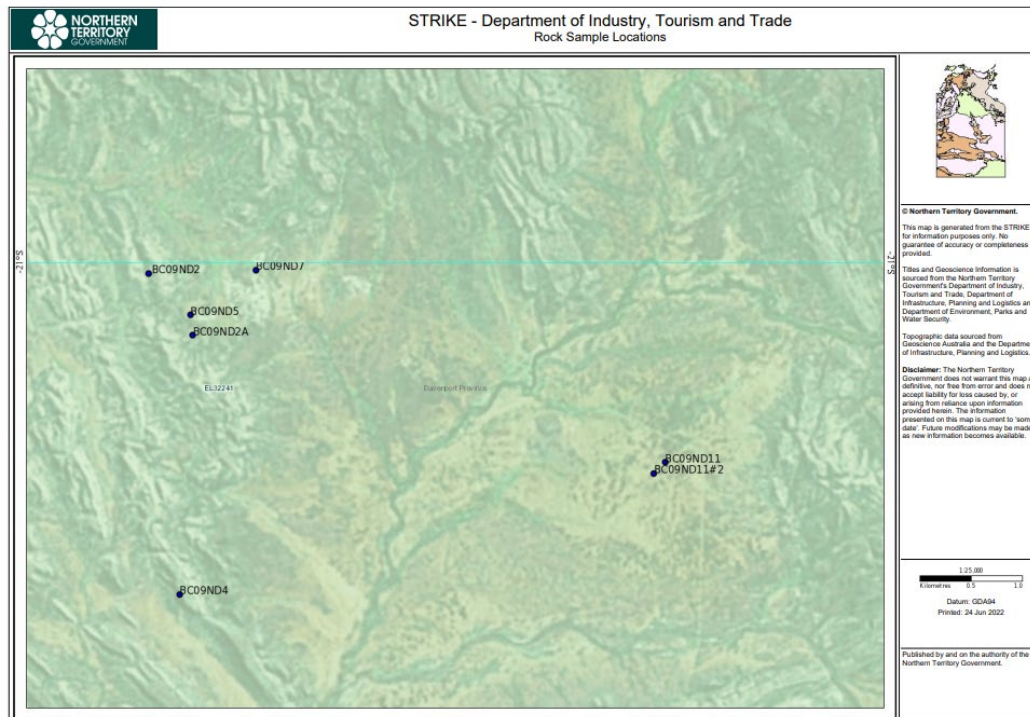 NORTHERN
TERRITORY
GOVERNMENT
STRIKE - Department of Industry, Tourism and Trade
Rock Sample Locations
-21°S
-21°S
BC09ND2
BC09ND7
BC09ND5
BC09ND2A
EL32241
Davenport Province
BC09ND11
BC09ND11#2
BC09ND4
© Northern Territory Government.
This map is generated from the STRIKE
for information purposes only. No
guarantee of accuracy or completeness
provided.
Titles and Geoscience Information is
sourced from the Northern Territory
Government's Department of Industry,
Tourism and Trade, Department of
Infrastructure, Planning and Logistics an
Department of Environment, Parks and
Water Security.
Topographic data sourced from
Geoscience Australia and the Departme
of Infrastructure, Planning and Logistics.
Disclaimer: The Northern Territory
Government does not warrant this map
definitive, nor free from error and does n
accept liability for loss caused by, or
arising from reliance upon information
provided herein. The information
presented on this map is current to 'som
date'. Future modifications may be made
as new information becomes available.
1:25,000
Kilometres 0.5 1.0
Datum: GDA94
Printed: 24 Jun 2022
Published by and on the authority of the
Northern Territory Government.